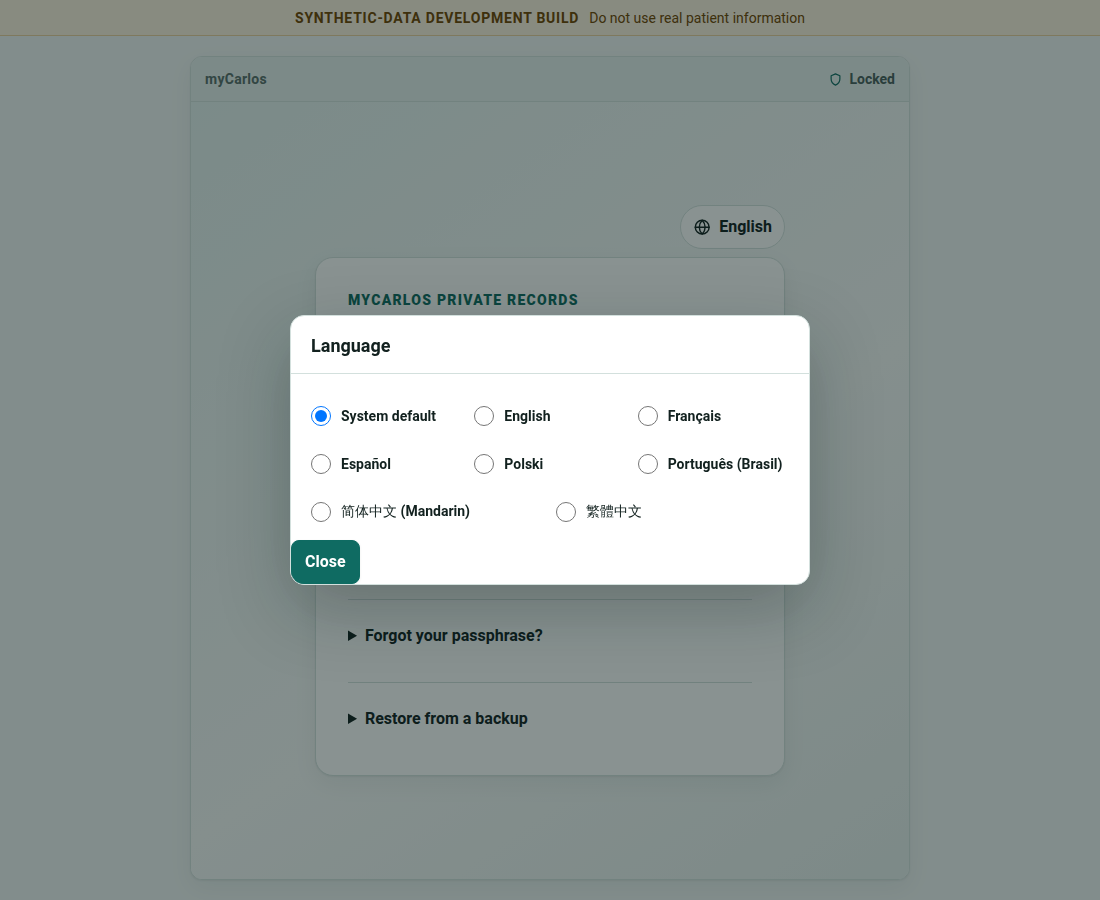 SYNTHETIC-DATA DEVELOPMENT BUILD Do not use real patient information
myCarlos
Locked
English
MYCARLOS PRIVATE RECORDS
Language
System default
English
Français
Español
Polski
Português (Brasil)
简体中文 (Mandarin)
繁體中文
Close
Forgot your passphrase?
Restore from a backup